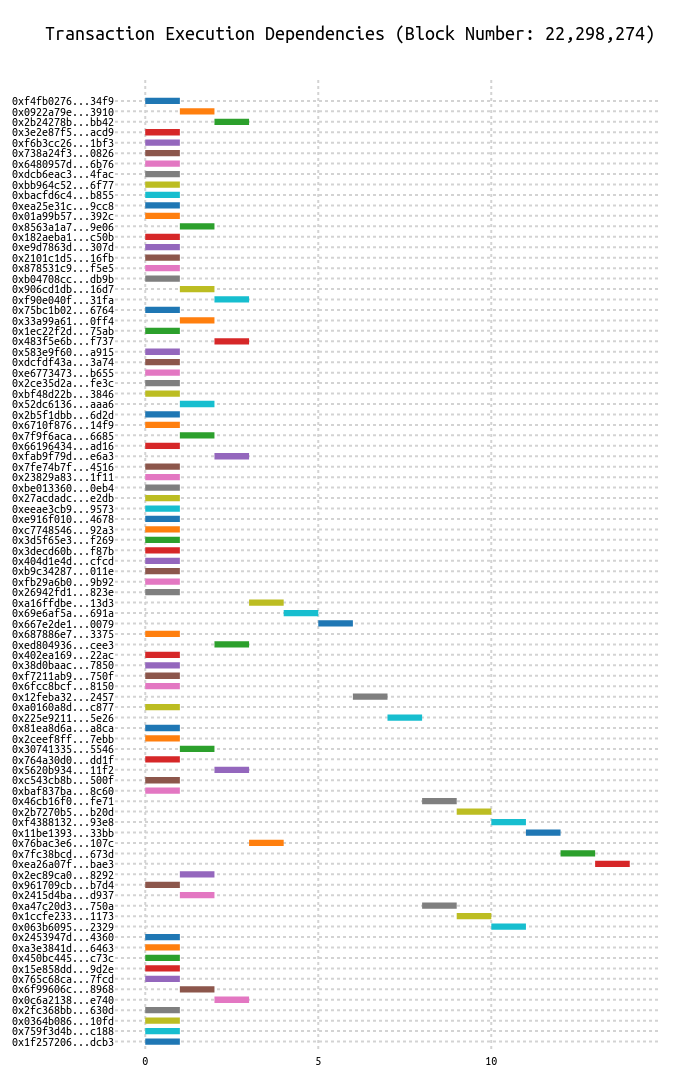 Transaction Execution Dependencies (Block Number: 22,298,274)
0xf4fb0276...34f9
0x0922a79e...3910
0x2b24278b...bb42
0x3e2e87f5...acd9
0xf6b3cc26...1bf3
0x738a24f3...0826
0x6480957d...6b76
0xdcb6eac3...4fac
0xbb964c52...6f77
0xbacfd6c4...b855
0xea25e31c...9cc8
0x01a99b57...392c
0x8563a1a7...9e06
0x182aeba1...c50b
0xe9d7863d...307d
0x2101c1d5...16fb
0x878531c9...f5e5
0xb04708cc...db9b
0x906cd1db...16d7
0xf90e040f...31fa
0x75bc1b02...6764
0x33a99a61...0ff4
0x1ec22f2d...75ab
0x483f5e6b...f737
0x583e9f60...a915
0xdcfdf43a...3a74
0xe6773473...b655
0x2ce35d2a...fe3c
0xbf48d22b...3846
0x52dc6136...aaa6
0x2b5f1dbb...6d2d
0x6710f876...14f9
0x7f9f6aca...6685
0x66196434...ad16
0xfab9f79d...e6a3
0x7fe74b7f...4516
0x23829a83...1f11
0xbe013360...0eb4
0x27acdadc...e2db
0xeeae3cb9...9573
0xe916f010...4678
0xc7748546...92a3
0x3d5f65e3...f269
0x3decd60b...f87b
0x404d1e4d...cfcd
0xb9c34287...011e
0xfb29a6b0...9b92
0x26942fd1...823e
0xa16ffdbe...13d3
0x69e6af5a...691a
0x667e2de1...0079
0x687886e7...3375
0xed804936...cee3
0x402ea169...22ac
0x38d0baac...7850
0xf7211ab9...750f
0x6fcc8bcf...8150
0x12feba32...2457
0xa0160a8d...c877
0x225e9211...5e26
0x81ea8d6a...a8ca
0x2ceef8ff...7ebb
0x30741335...5546
0x764a30d0...dd1f
0x5620b934...11f2
0xc543cb8b...500f
0xbaf837ba...8c60
0x46cb16f0...fe71
0x2b7270b5...b20d
0xf4388132...93e8
0x11be1393...33bb
0x76bac3e6...107c
0x7fc38bcd...673d
0xea26a07f...bae3
0x2ec89ca0...8292
0x961709cb...b7d4
0x2415d4ba...d937
0xa47c20d3...750a
0x1ccfe233...1173
0x063b6095...2329
0x2453947d...4360
0xa3e3841d...6463
0x450bc445...c73c
0x15e858dd...9d2e
0x765c68ca...7fcd
0x6f99606c...8968
0x0c6a2138...e740
0x2fc368bb...630d
0x0364b086...10fd
0x759f3d4b...c188
0x1f257206...dcb3
0 5 10